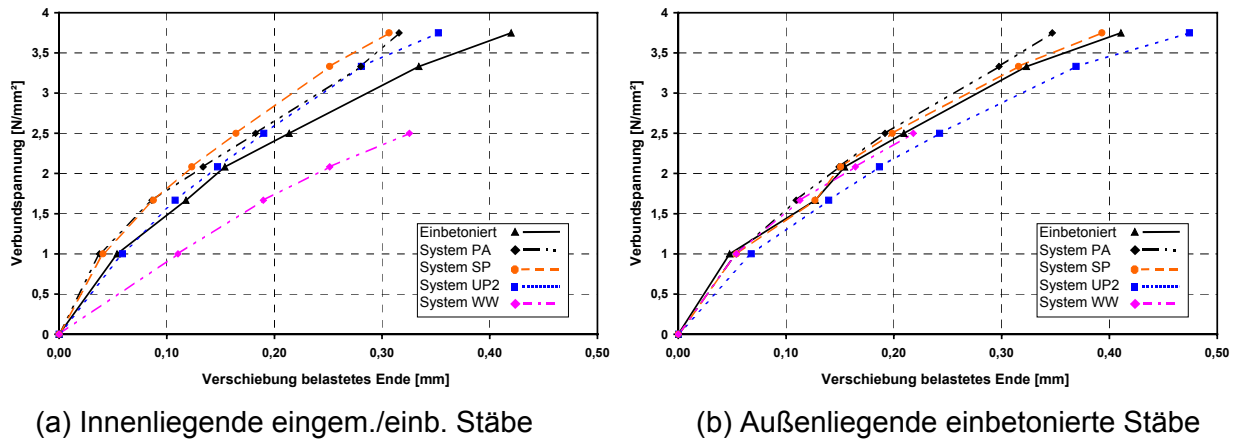 4
3,5
3
2,5
2
1,5
1
0,5
0
Verbundspannung [N/mm²]
0,00 0,10 0,20 0,30 0,40 0,50
Verschiebung belastetes Ende [mm]
Einbetoniert
System PA
System SP
System UP2
System WW
(a) Innenliegende eingem./einb. Stäbe
4
3,5
3
2,5
2
1,5
1
0,5
0
Verbundspannung [N/mm²]
0,00 0,10 0,20 0,30 0,40 0,50
Verschiebung belastetes Ende [mm]
Einbetoniert
System PA
System SP
System UP2
System WW
(b) Außenliegende einbetonierte Stäbe